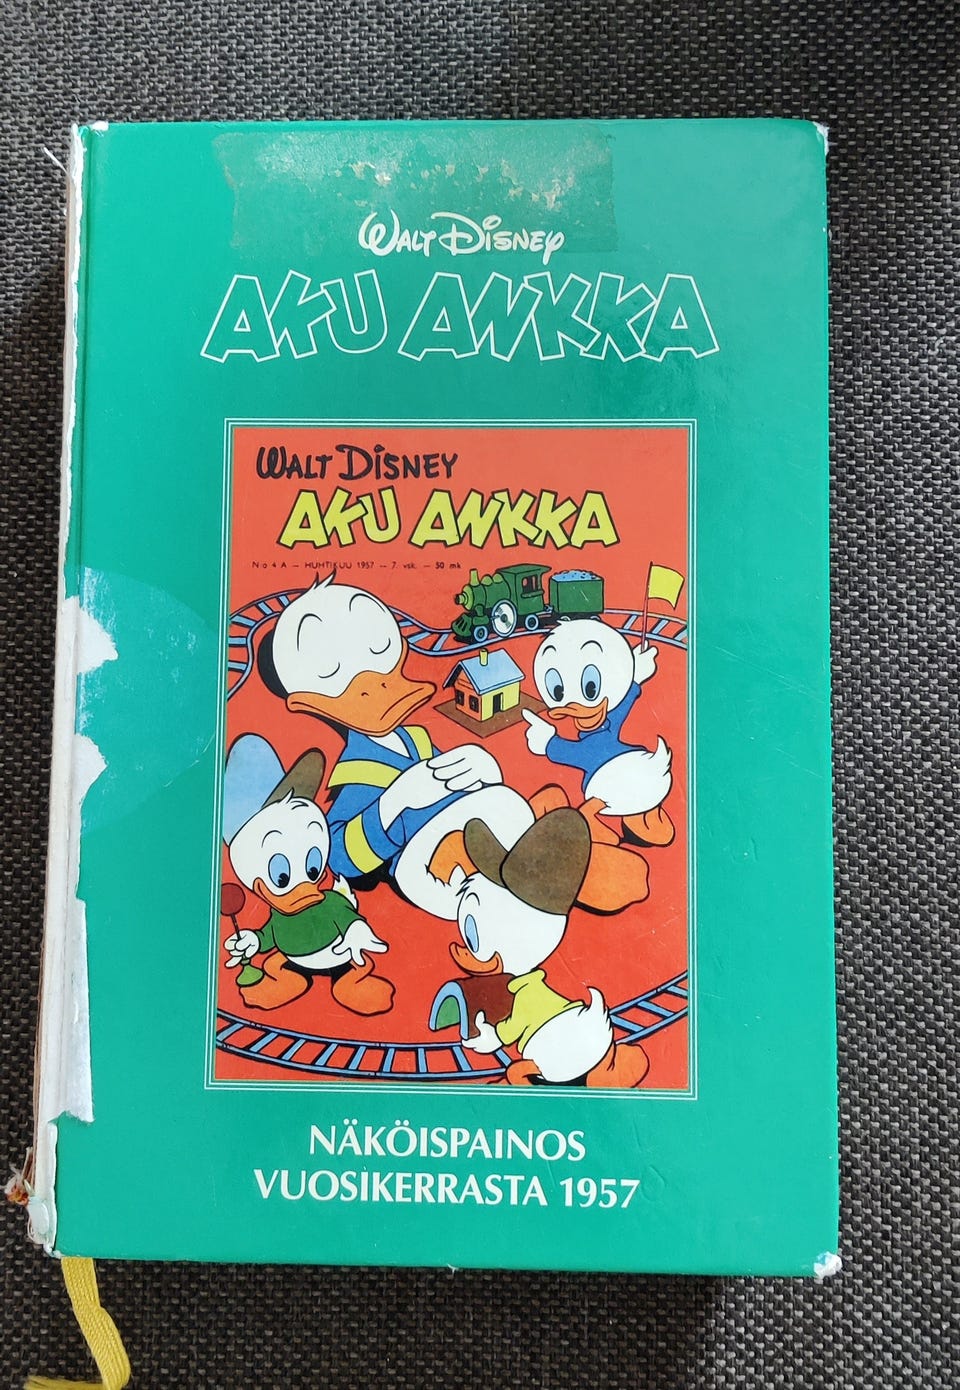 WALT DISNEY
AKU ANKKA
WALT DISNEY
AKU ANKKA
No 4 A — HUHTIKUU 1957 — 7. vsk. — 50 mk
NÄKÖISPAINOS
VUOSIKERRASTA 1957